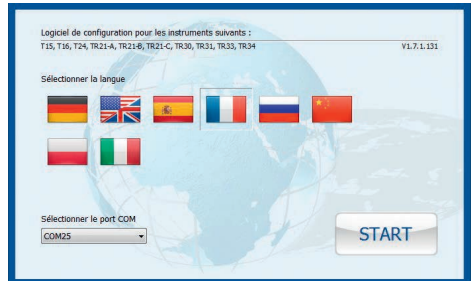 Logiciel de configuration pour les instruments suivants :
T15, T16, T24, TR21-A, TR21-B, TR21-C, TR30, TR31, TR33, TR34
V1.7.1.131
Sélectionner la langue
Sélectionner le port COM
COM25
START